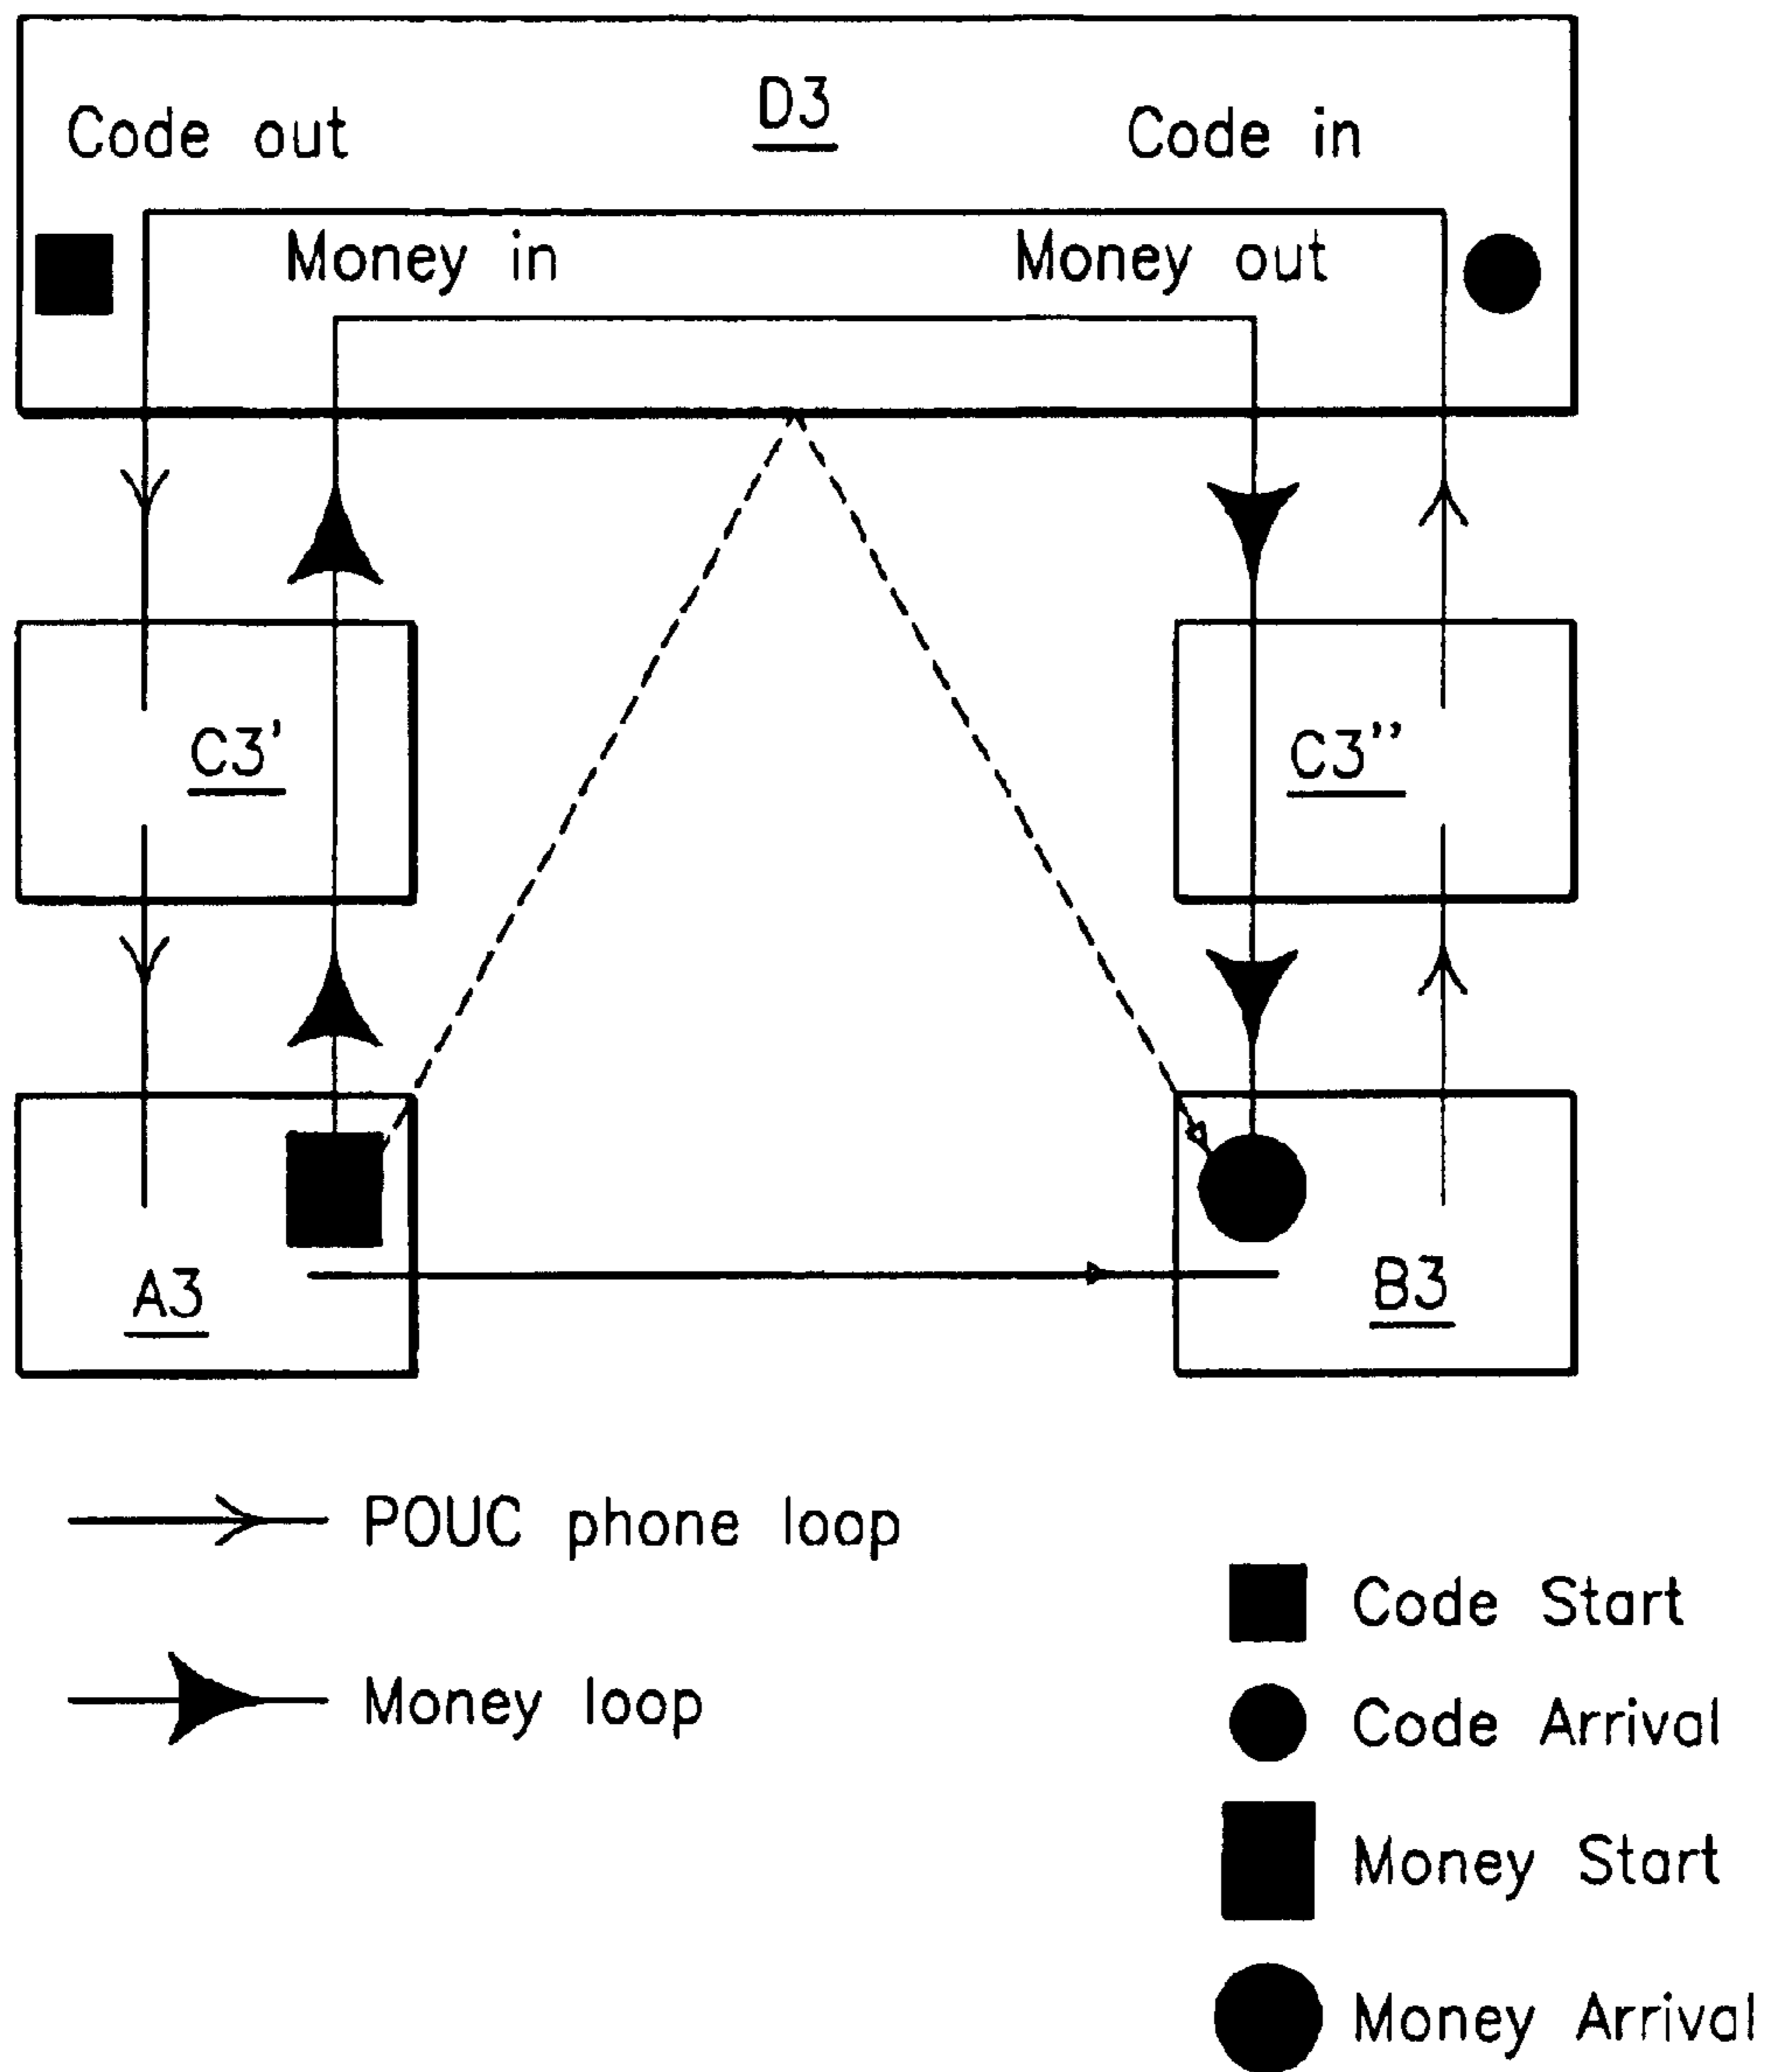 D3
Code out
Code in
Money in
Money out
C3'
C3''
A3
B3
POUC phone loop
Money loop
Code Start
Code Arrival
Money Start
Money Arrival